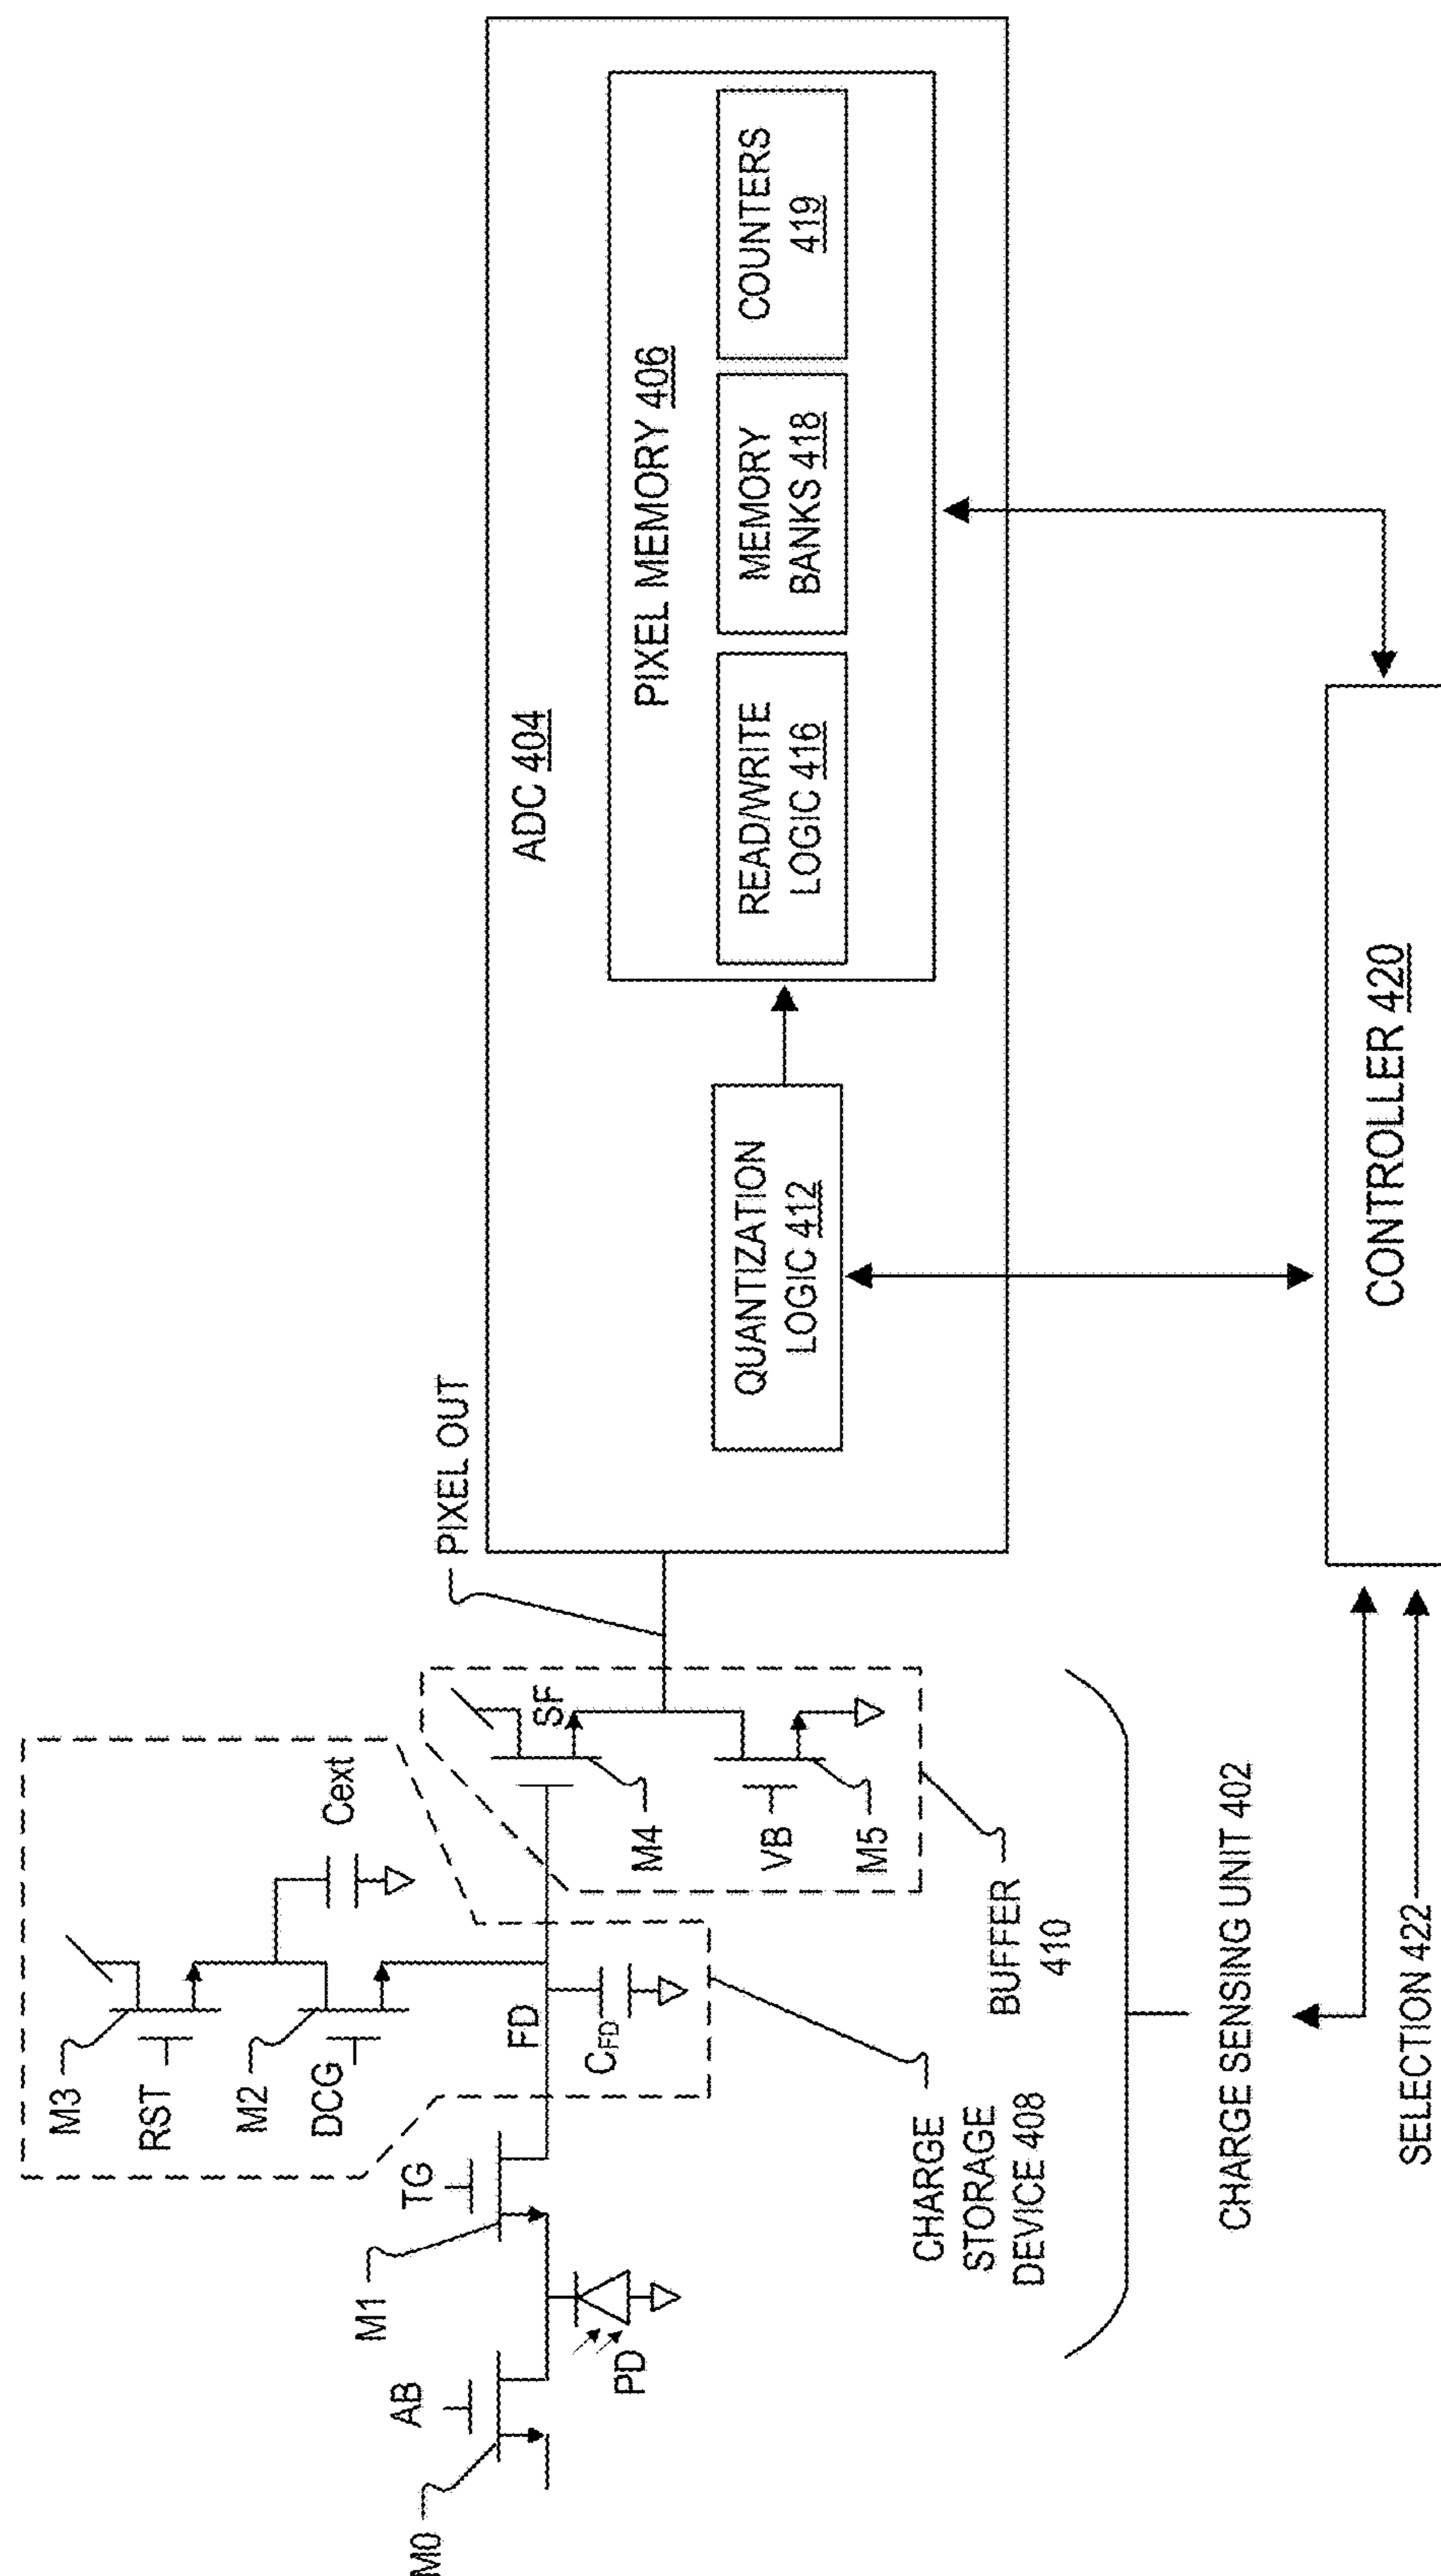 M0
AB
PD
M1
TG
M3
RST
M2
DCG
Cext
FD
CFD
SF
M4
VB
M5
PIXEL OUT
CHARGE
STORAGE
DEVICE 408
BUFFER
410
CHARGE SENSING UNIT 402
SELECTION 422
ADC 404
QUANTIZATION
LOGIC 412
PIXEL MEMORY 406
READ/WRITE
LOGIC 416
MEMORY
BANKS 418
COUNTERS
419
CONTROLLER 420